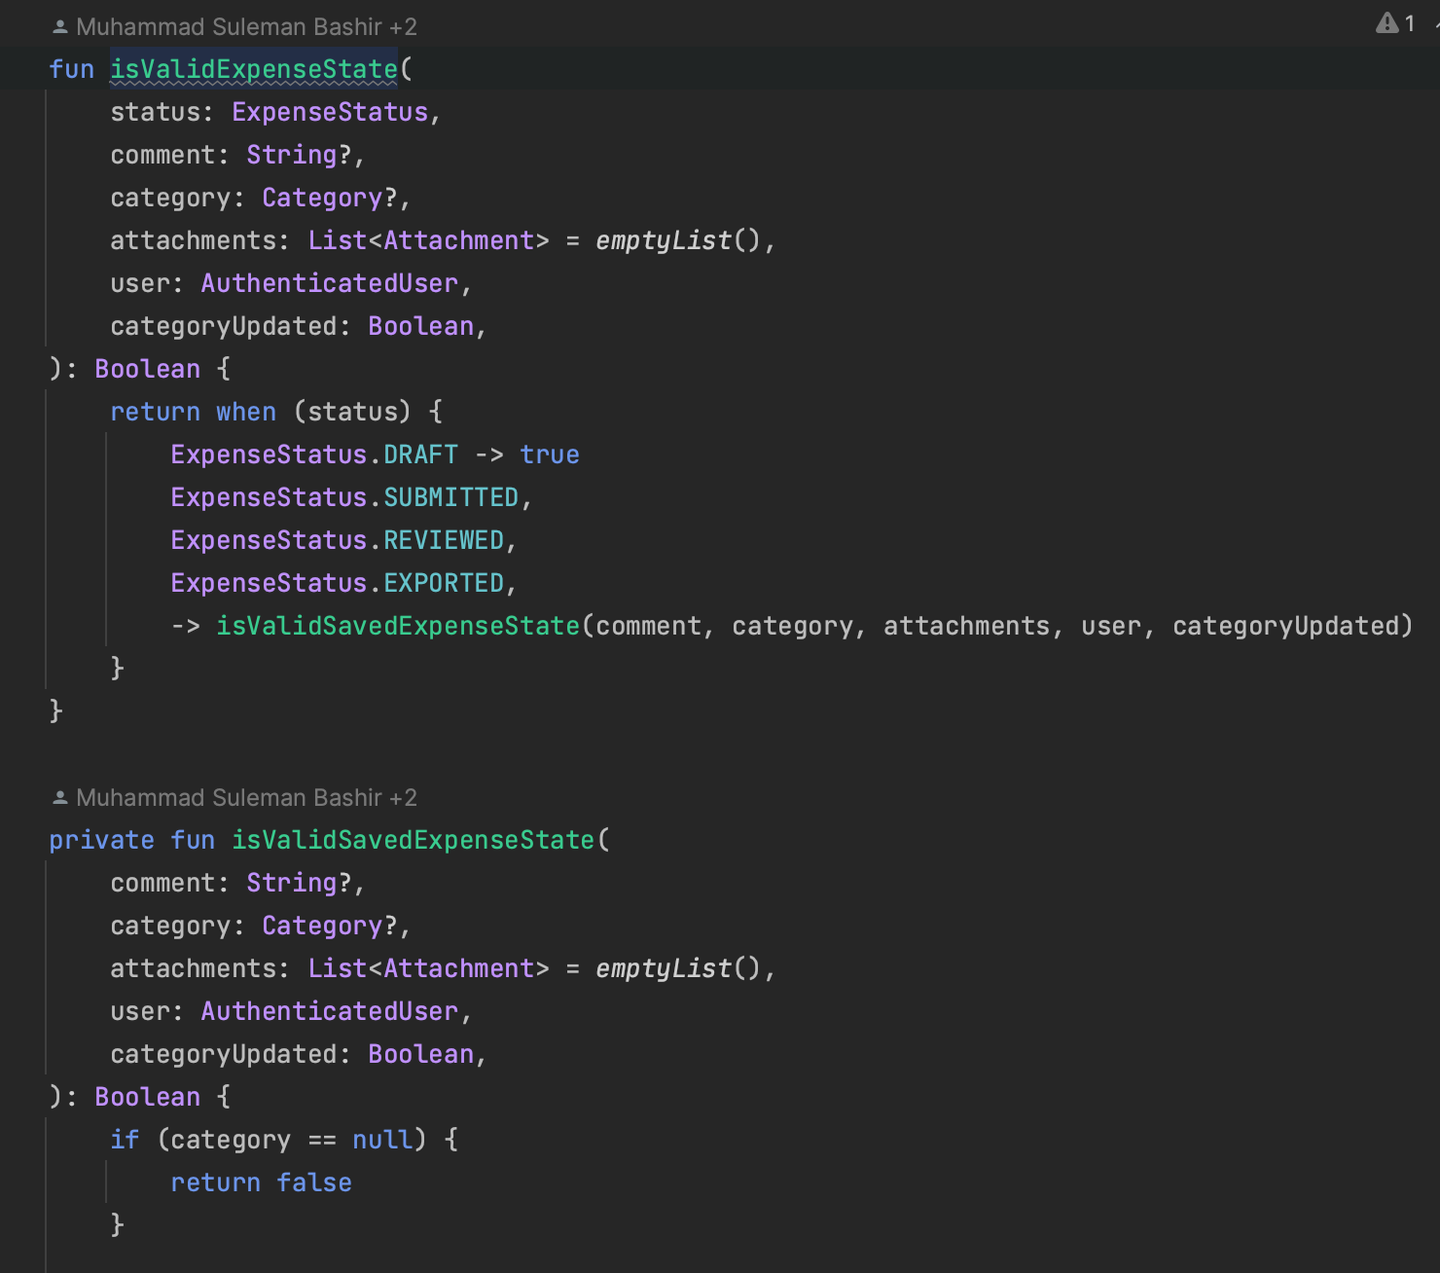 Muhammad Suleman Bashir +2
1
fun isValidExpenseState(
    status: ExpenseStatus,
    comment: String?,
    category: Category?,
    attachments: List<Attachment> = emptyList(),
    user: AuthenticatedUser,
    categoryUpdated: Boolean,
): Boolean {
    return when (status) {
        ExpenseStatus.DRAFT -> true
        ExpenseStatus.SUBMITTED,
        ExpenseStatus.REVIEWED,
        ExpenseStatus.EXPORTED,
        -> isValidSavedExpenseState(comment, category, attachments, user, categoryUpdated)
    }
}
Muhammad Suleman Bashir +2
private fun isValidSavedExpenseState(
    comment: String?,
    category: Category?,
    attachments: List<Attachment> = emptyList(),
    user: AuthenticatedUser,
    categoryUpdated: Boolean,
): Boolean {
    if (category == null) {
        return false
    }